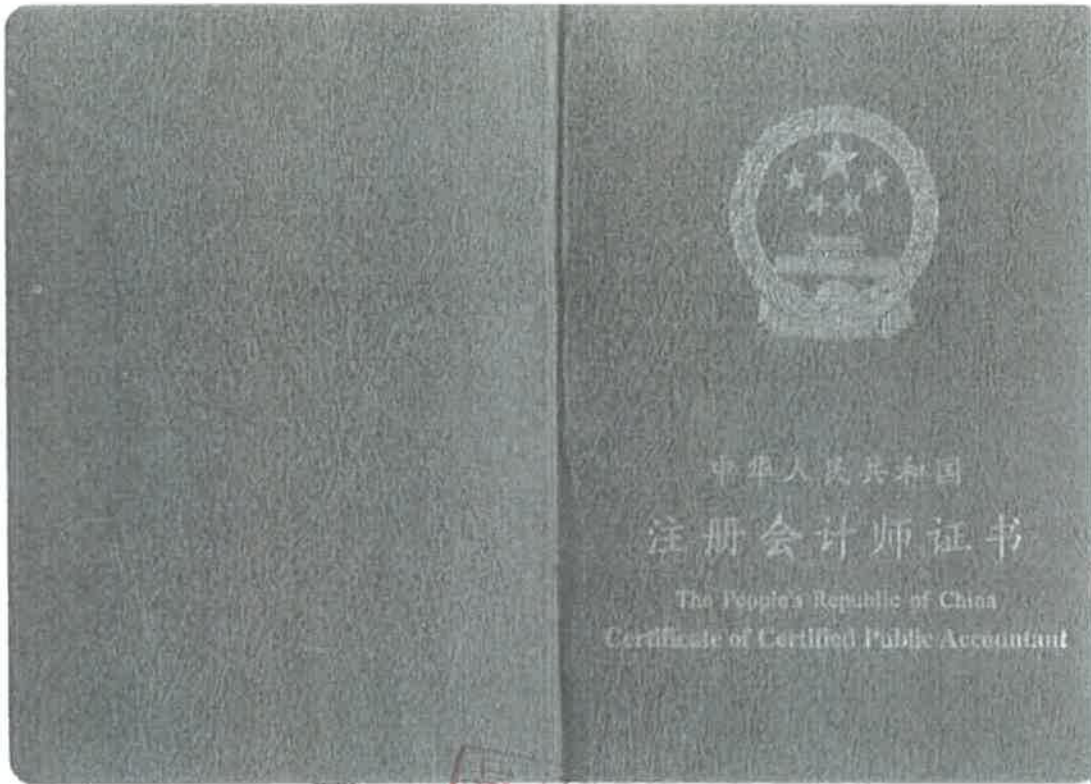 中华人民共和国
注册会计师证书
The People's Republic of China
Certificate of Certified Public Accountant